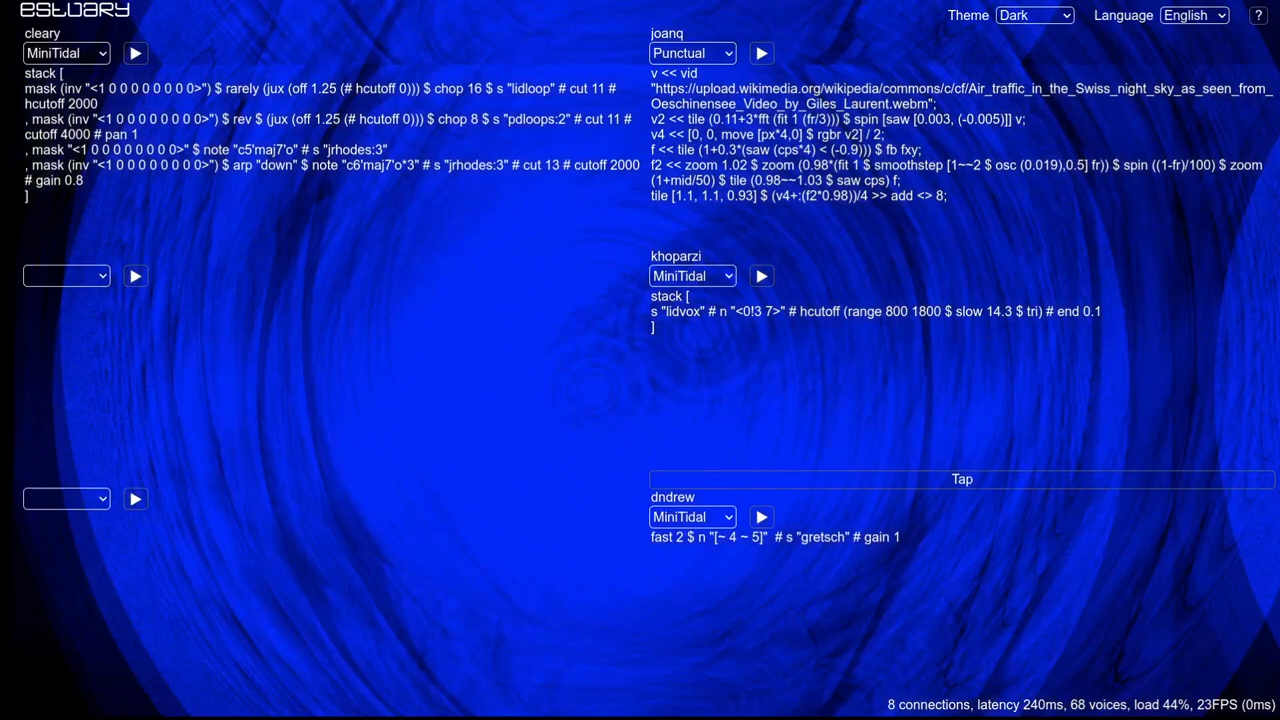 estuary
Theme Dark Language English ?
cleary
MiniTidal
stack [
mask (inv "<1 0 0 0 0 0 0 0 0>") $ rarely (jux (off 1.25 (# hcutoff 0))) $ chop 16 $ s "lidloop" # cut 11 #
hcutoff 2000
, mask (inv "<1 0 0 0 0 0 0 0 0>") $ rev $ (jux (off 1.25 (# hcutoff 0))) $ chop 8 $ s "pdloops:2" # cut 11 #
cutoff 4000 # pan 1
, mask "<1 0 0 0 0 0 0 0 0>" $ note "c5'maj7'o" # s "jrhodes:3"
, mask (inv "<1 0 0 0 0 0 0 0 0>") $ arp "down" $ note "c6'maj7'o*3" # s "jrhodes:3" # cut 13 # cutoff 2000
# gain 0.8
]
joanq
Punctual
v << vid
"https://upload.wikimedia.org/wikipedia/commons/c/cf/Air_traffic_in_the_Swiss_night_sky_as_seen_from_
Oeschinensee_Video_by_Giles_Laurent.webm";
v2 << tile (0.11+3*fft (fit 1 (fr/3))) $ spin [saw [0.003, (-0.005)]] v;
v4 << [0, 0, move [px*4,0] $ rgbr v2] / 2;
f << tile (1+0.3*(saw (cps*4) < (-0.9))) $ fb fxy;
f2 << zoom 1.02 $ zoom (0.98*(fit 1 $ smoothstep [1~~2 $ osc (0.019),0.5] fr)) $ spin ((1-fr)/100) $ zoom
(1+mid/50) $ tile (0.98~~1.03 $ saw cps) f;
tile [1.1, 1.1, 0.93] $ (v4+:(f2*0.98))/4 >> add <> 8;
khoparzi
MiniTidal
stack [
s "lidvox" # n "<0!3 7>" # hcutoff (range 800 1800 $ slow 14.3 $ tri) # end 0.1
]
Tap
dndrew
MiniTidal
fast 2 $ n "[~ 4 ~ 5]"  # s "gretsch" # gain 1
8 connections, latency 240ms, 68 voices, load 44%, 23FPS (0ms)